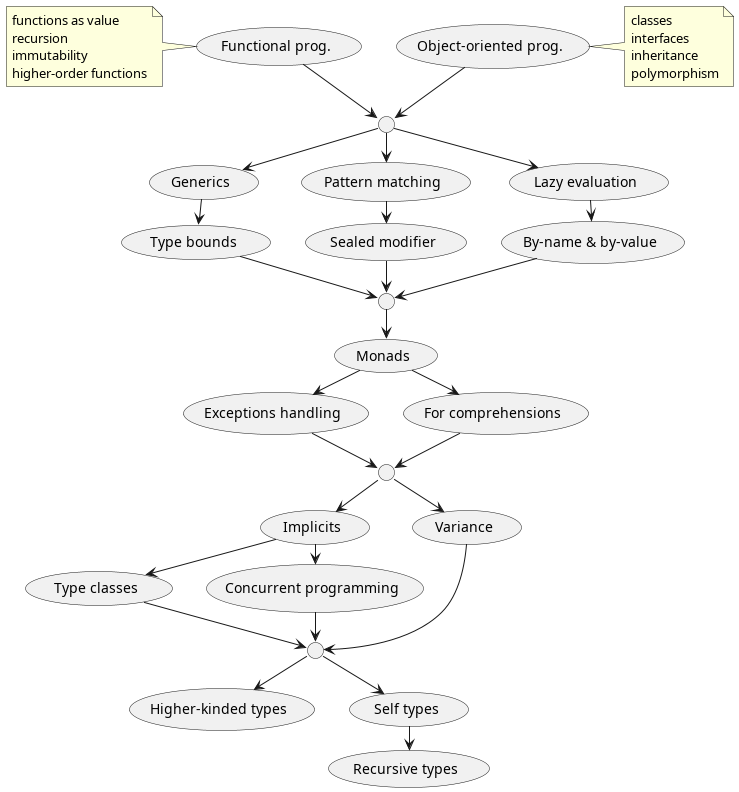 functions as value
recursion
immutability
higher-order functions
Functional prog.
Object-oriented prog.
classes
interfaces
inheritance
polymorphism
Generics
Pattern matching
Lazy evaluation
Type bounds
Sealed modifier
By-name & by-value
Monads
Exceptions handling
For comprehensions
Implicits
Variance
Type classes
Concurrent programming
Higher-kinded types
Self types
Recursive types